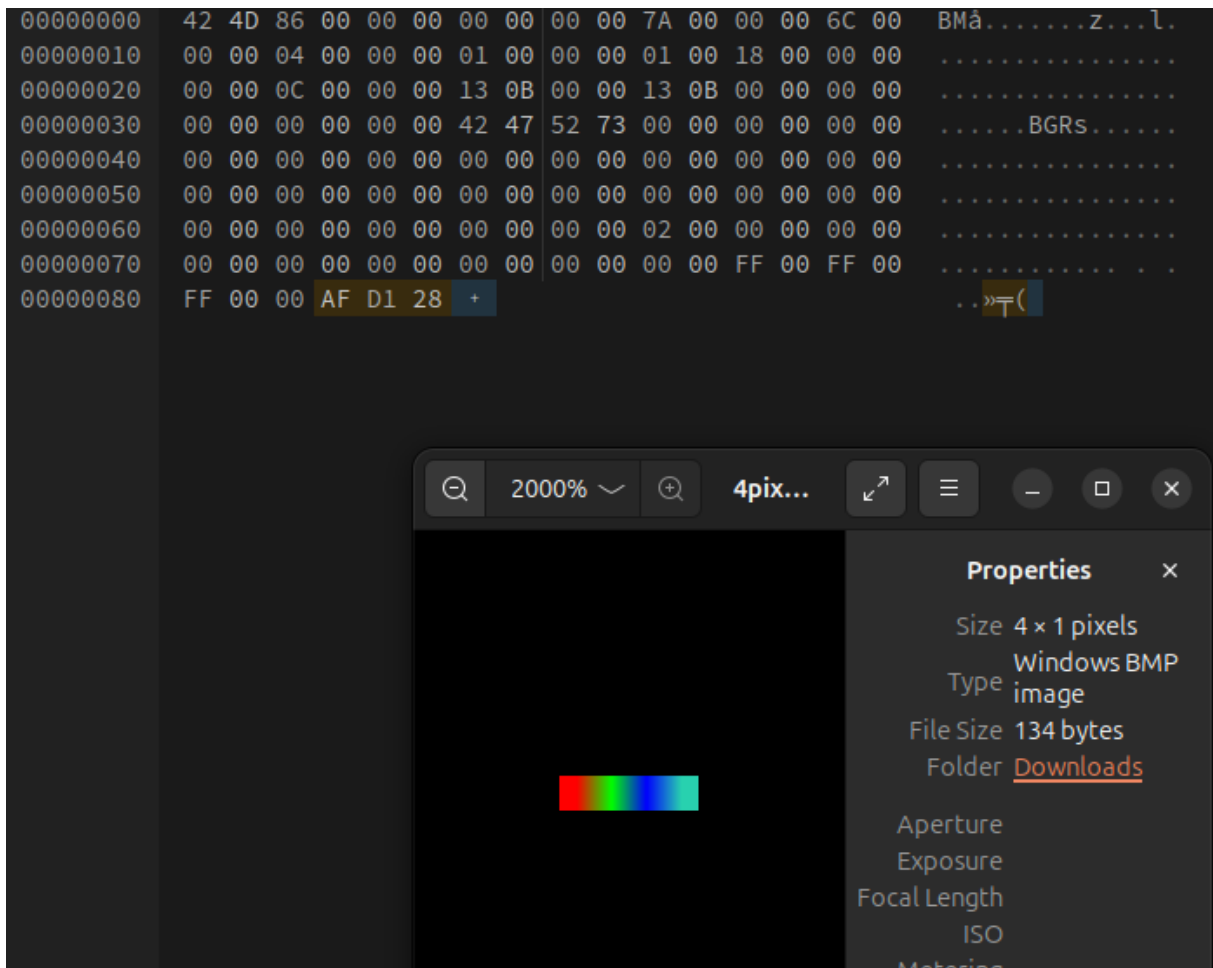 00000000 42 4D 86 00 00 00 00 00 00 00 7A 00 00 00 6C 00 BMâ.......z...l.
00000010 00 00 04 00 00 00 01 00 00 00 01 00 18 00 00 00 ................
00000020 00 00 0C 00 00 00 13 0B 00 00 13 0B 00 00 00 00 ................
00000030 00 00 00 00 00 00 42 47 52 73 00 00 00 00 00 00 ......BGRs......
00000040 00 00 00 00 00 00 00 00 00 00 00 00 00 00 00 00 ................
00000050 00 00 00 00 00 00 00 00 00 00 00 00 00 00 00 00 ................
00000060 00 00 00 00 00 00 00 00 00 00 02 00 00 00 00 00 ................
00000070 00 00 00 00 00 00 00 00 00 00 00 00 FF 00 FF 00 ............ . .
00000080 FF 00 00 AF D1 28 + ..»╤(
2000% 4pix...
Properties
Size 4 × 1 pixels
Type Windows BMP
image
File Size 134 bytes
Folder Downloads
Aperture
Exposure
Focal Length
ISO
Metering